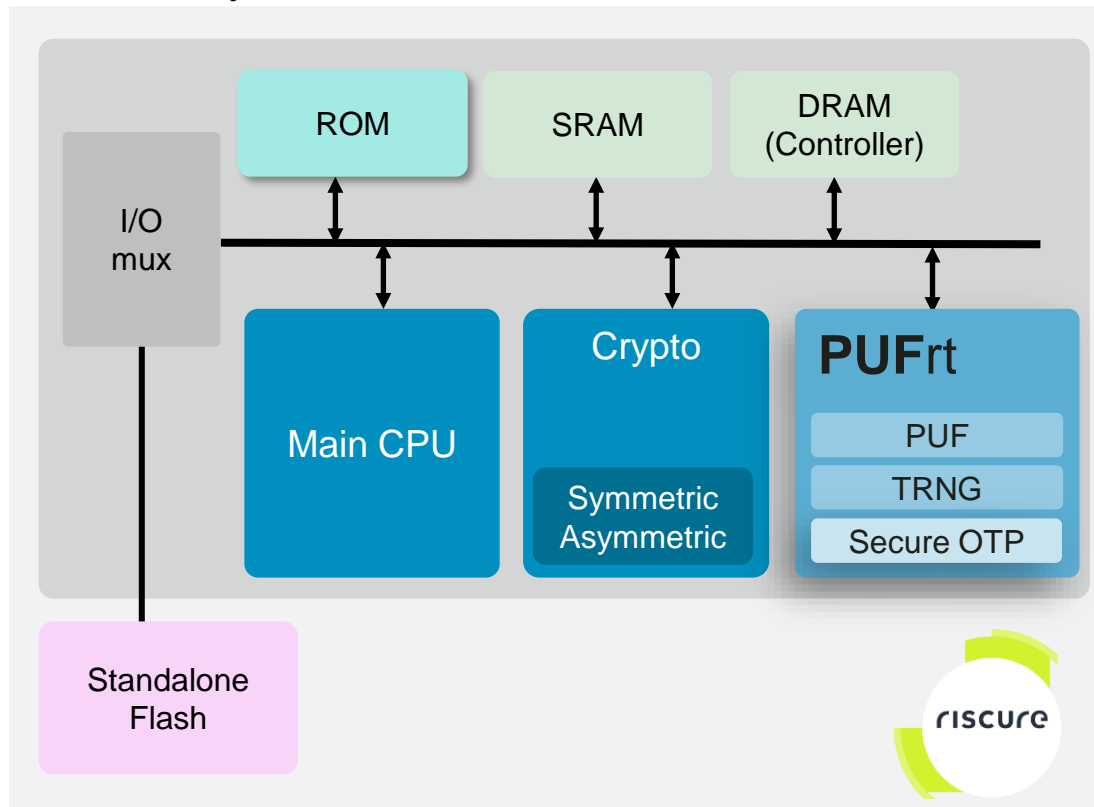 ROM
SRAM
DRAM
(Controller)
I/O
mux
Main CPU
Crypto
Symmetric
Asymmetric
PUFrt
PUF
TRNG
Secure OTP
Standalone
Flash
riscure